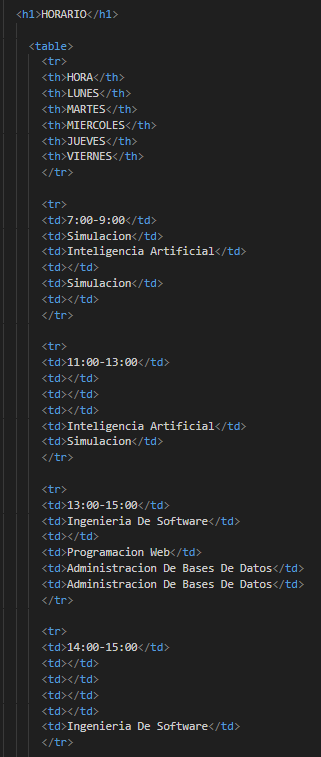 <h1>HORARIO</h1>
<table>
<tr>
<th>HORA</th>
<th>LUNES</th>
<th>MARTES</th>
<th>MIERCOLES</th>
<th>JUEVES</th>
<th>VIERNES</th>
</tr>
<tr>
<td>7:00-9:00</td>
<td>Simulacion</td>
<td>Inteligencia Artificial</td>
<td></td>
<td>Simulacion</td>
<td></td>
</tr>
<tr>
<td>11:00-13:00</td>
<td></td>
<td></td>
<td></td>
<td>Inteligencia Artificial</td>
<td>Simulacion</td>
</tr>
<tr>
<td>13:00-15:00</td>
<td>Ingenieria De Software</td>
<td></td>
<td>Programacion Web</td>
<td>Administracion De Bases De Datos</td>
<td>Administracion De Bases De Datos</td>
</tr>
<tr>
<td>14:00-15:00</td>
<td></td>
<td></td>
<td></td>
<td></td>
<td>Ingenieria De Software</td>
</tr>